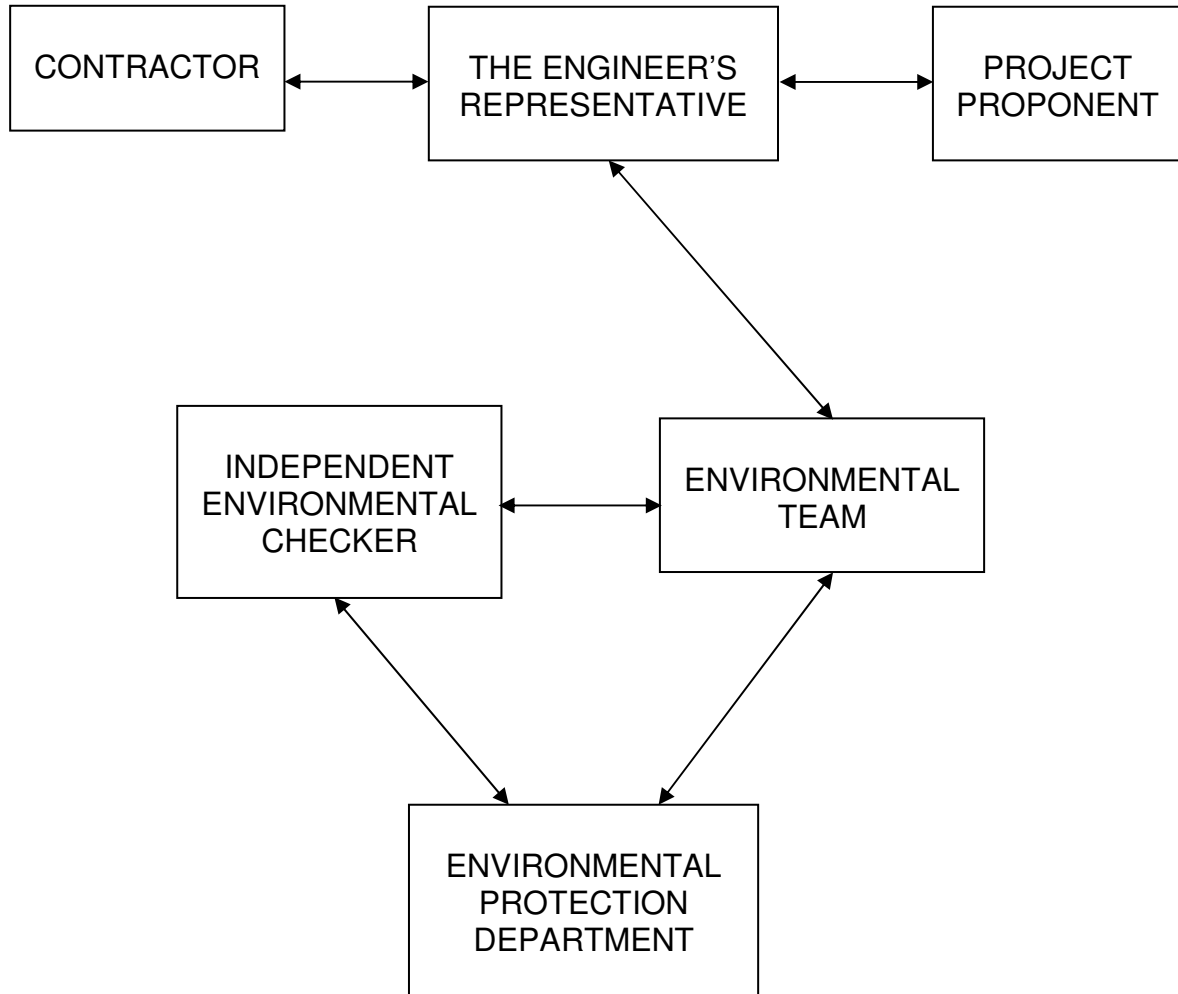 CONTRACTOR
THE ENGINEER'S
REPRESENTATIVE
PROJECT
PROPONENT
INDEPENDENT
ENVIRONMENTAL
CHECKER
ENVIRONMENTAL
TEAM
ENVIRONMENTAL
PROTECTION
DEPARTMENT